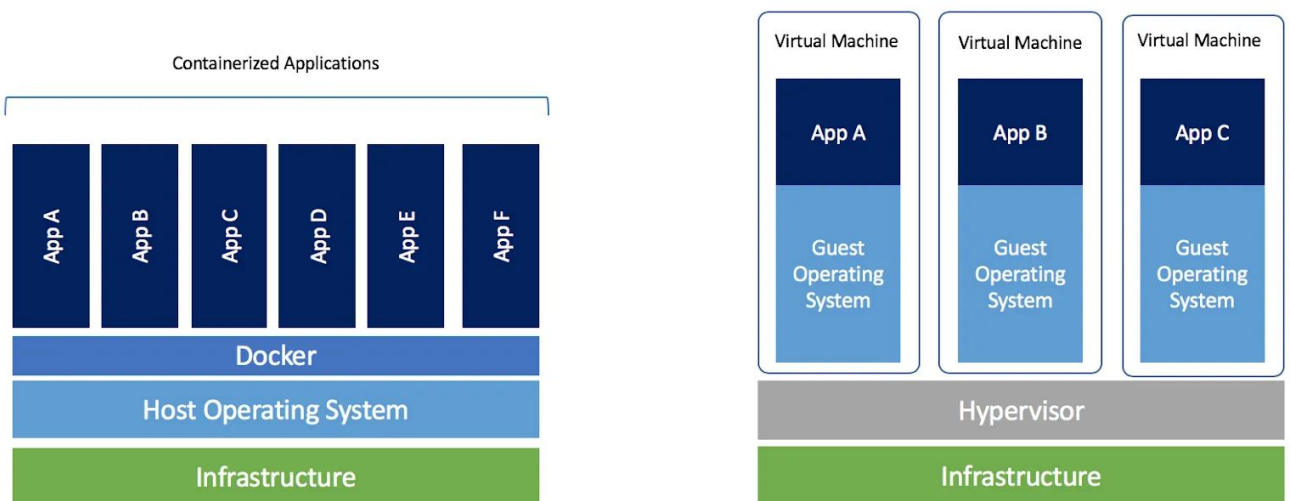 Containerized Applications
App A
App B
App C
App D
App E
App F
Docker
Host Operating System
Infrastructure
Virtual Machine
App A
Guest
Operating
System
Virtual Machine
App B
Guest
Operating
System
Virtual Machine
App C
Guest
Operating
System
Hypervisor
Infrastructure